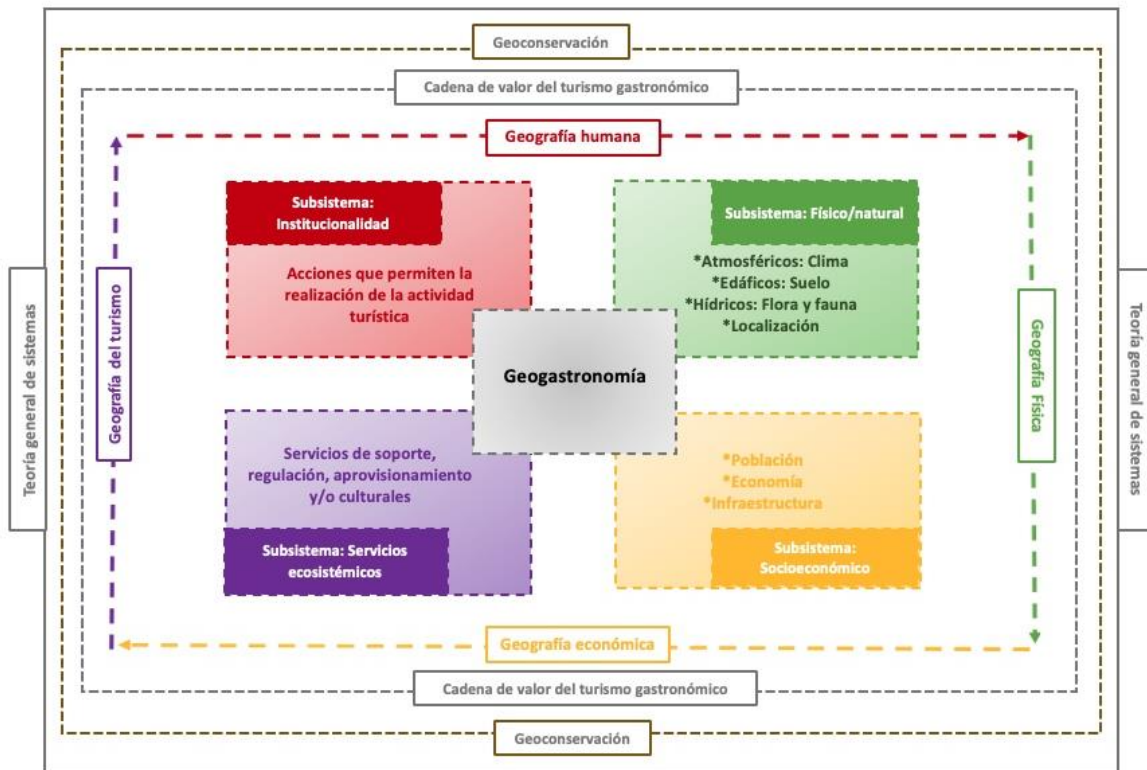 Geoconservación
Cadena de valor del turismo gastronómico
Geografía humana
Teoría general de sistemas
Geografía del turismo
Subsistema:
Institucionalidad
Acciones que permiten la
realización de la actividad
turística
Subsistema: Físico/natural
*Atmosféricos: Clima
*Edáficos: Suelo
*Hídricos: Flora y fauna
*Localización
Geogastronomía
Geografía Física
Teoría general de sistemas
Servicios de soporte,
regulación, aprovisionamiento
y/o culturales
Subsistema: Servicios
ecosistémicos
*Población
*Economía
*Infraestructura
Subsistema:
Socioeconómico
Geografía económica
Cadena de valor del turismo gastronómico
Geoconservación